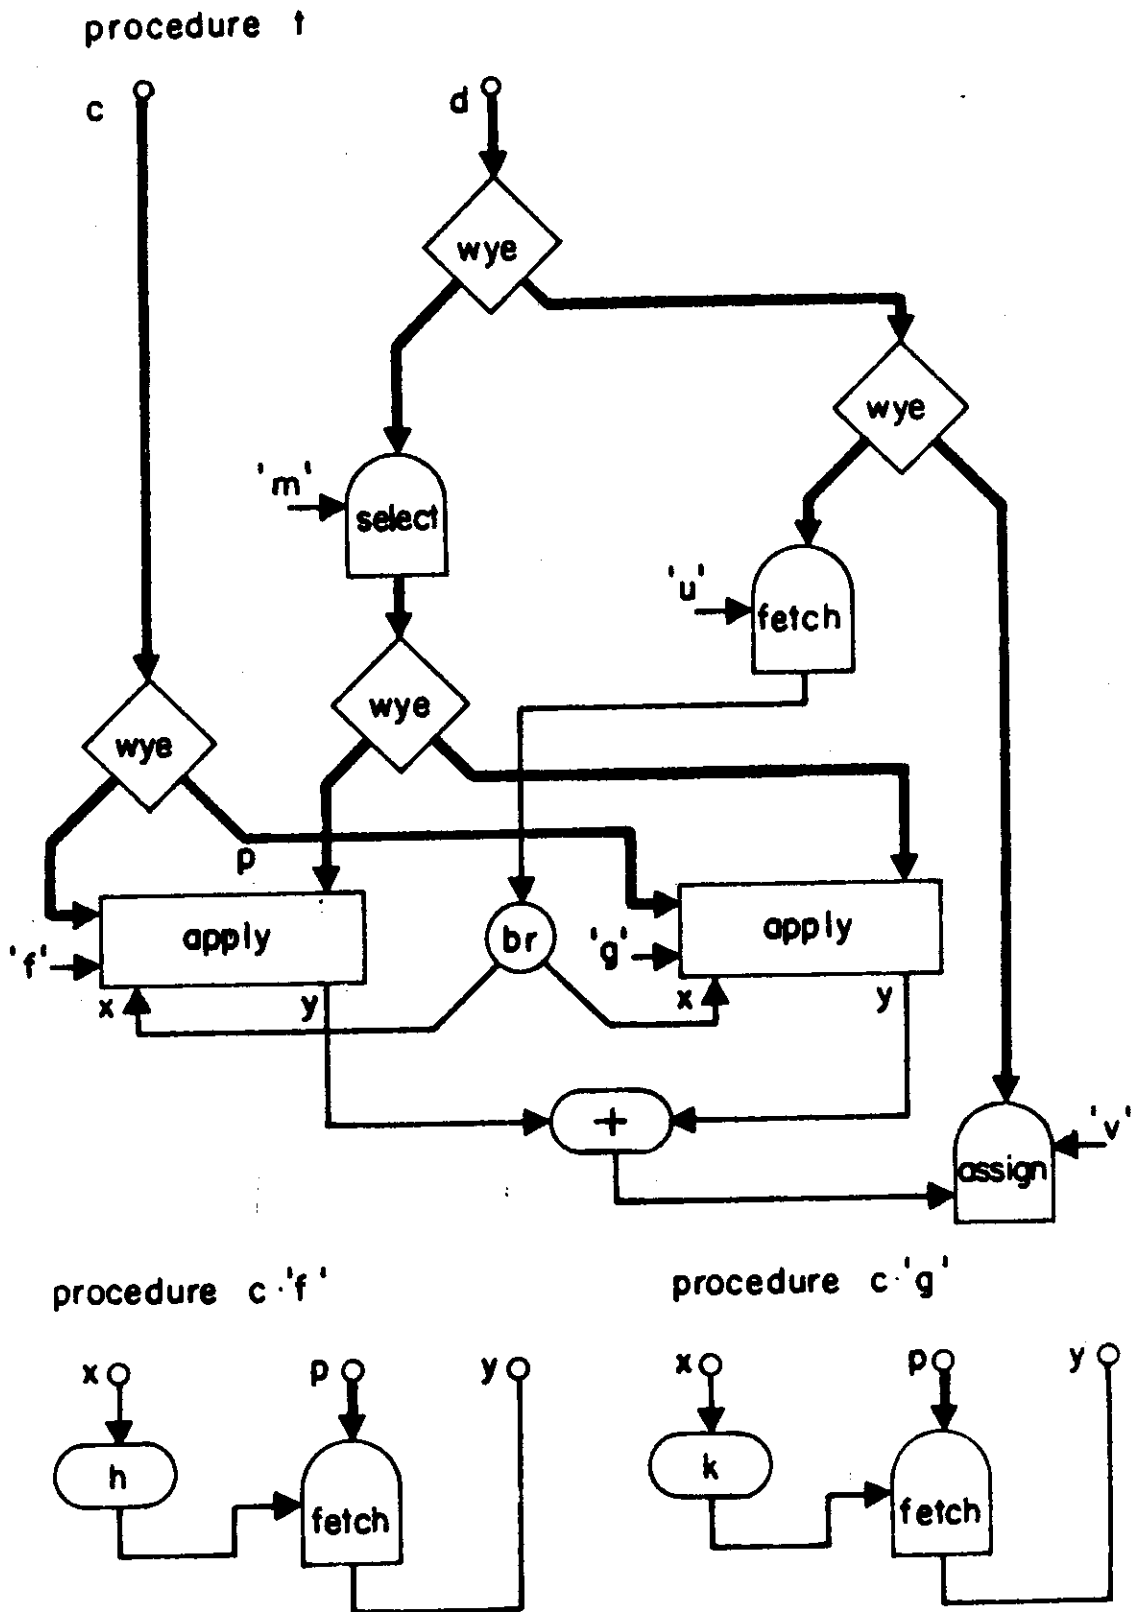 procedure t
c
d
wye
wye
'm'
select
'u'
fetch
wye
wye
p
apply
apply
'f'
br
'g'
x
y
x
y
+
'v'
assign
procedure c·'f'
procedure c·'g'
x
p
y
x
p
y
h
k
fetch
fetch